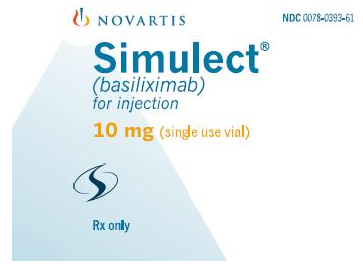 NOVARTIS
NDC 0078-0393-61
Simulect®
(basiliximab)
for injection
10 mg (single use vial)
Rx only